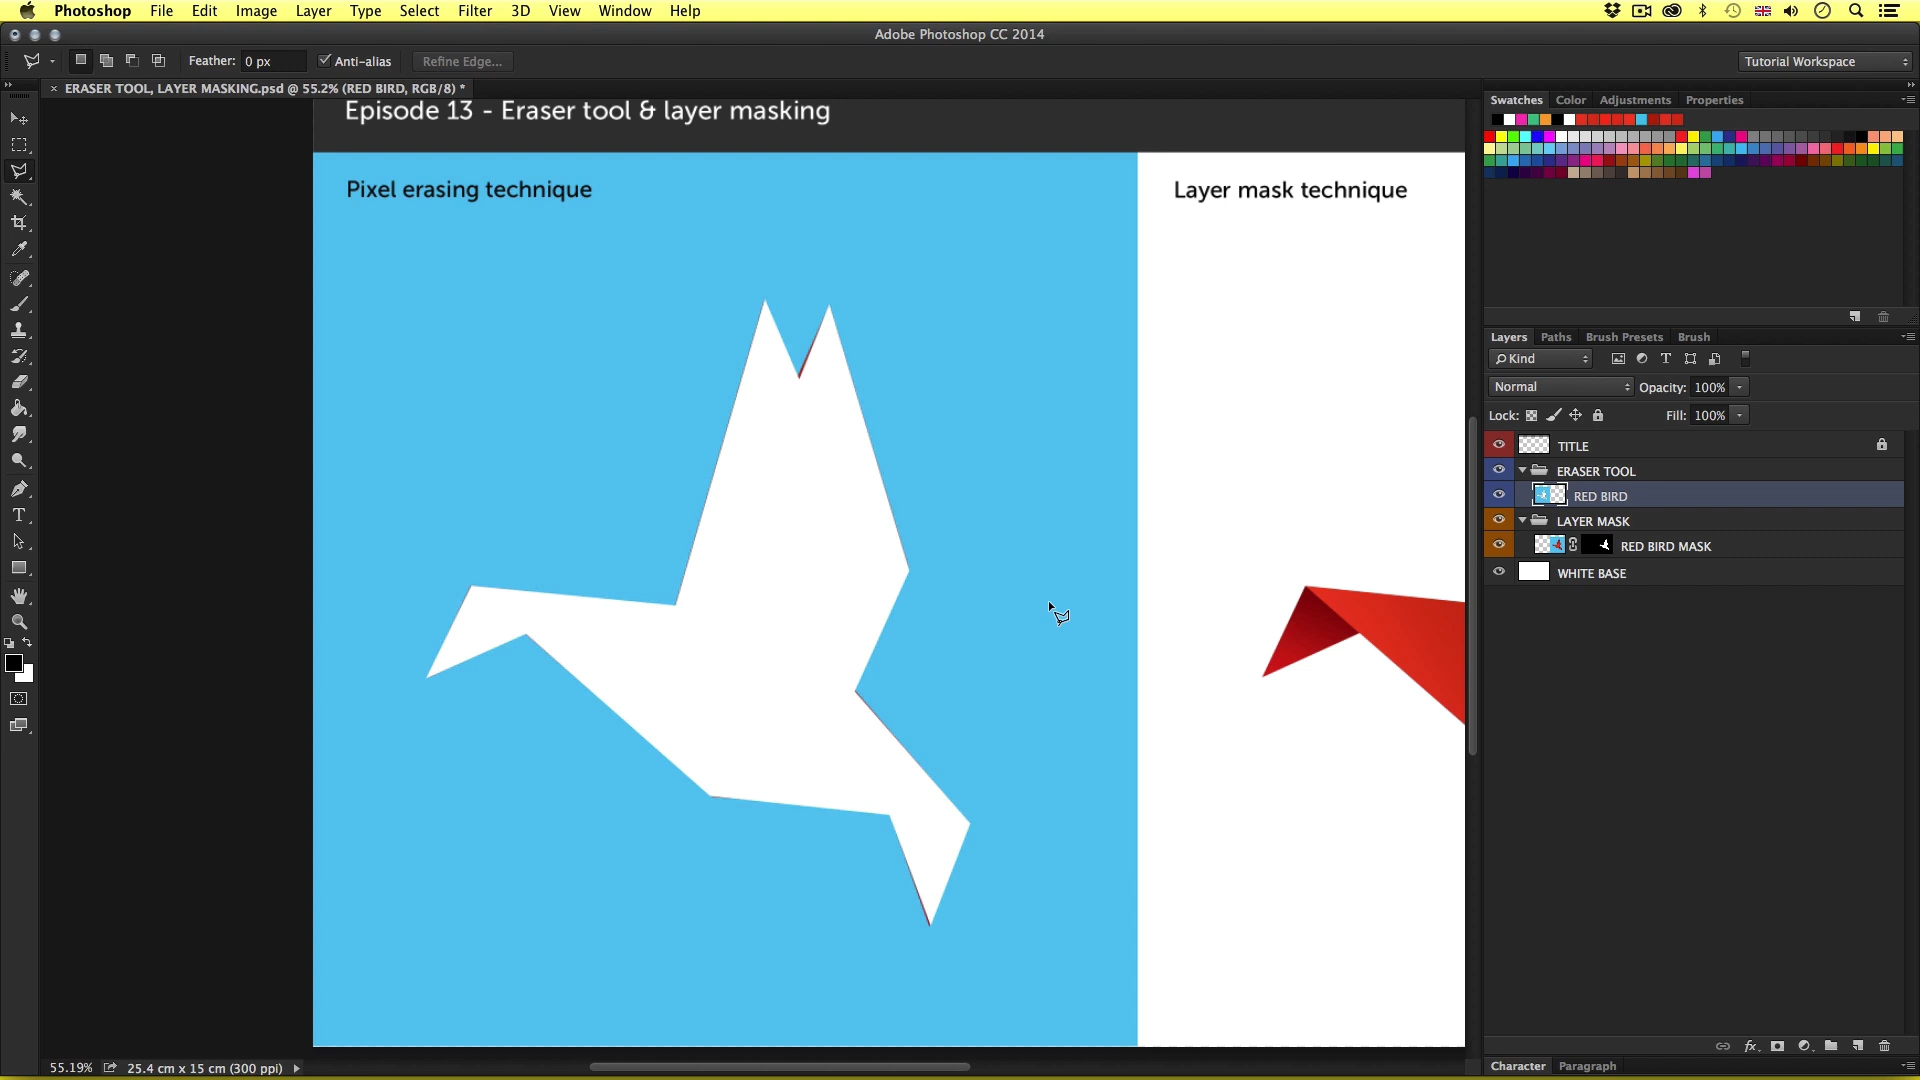 Photoshop File Edit Image Layer Type Select Filter 3D View Window Help
Adobe Photoshop CC 2014
Feather: 0 px Anti-alias Refine Edge... Tutorial Workspace
× ERASER TOOL, LAYER MASKING.psd @ 55.2% (RED BIRD, RGB/8) *
Episode 13 - Eraser tool & layer masking
Pixel erasing technique
Layer mask technique
Swatches Color Adjustments Properties
Layers Paths Brush Presets Brush
Kind
Normal Opacity: 100%
Lock: Fill: 100%
TITLE
ERASER TOOL
RED BIRD
LAYER MASK
RED BIRD MASK
WHITE BASE
fx
Character Paragraph
55.19% 25.4 cm x 15 cm (300 ppi)